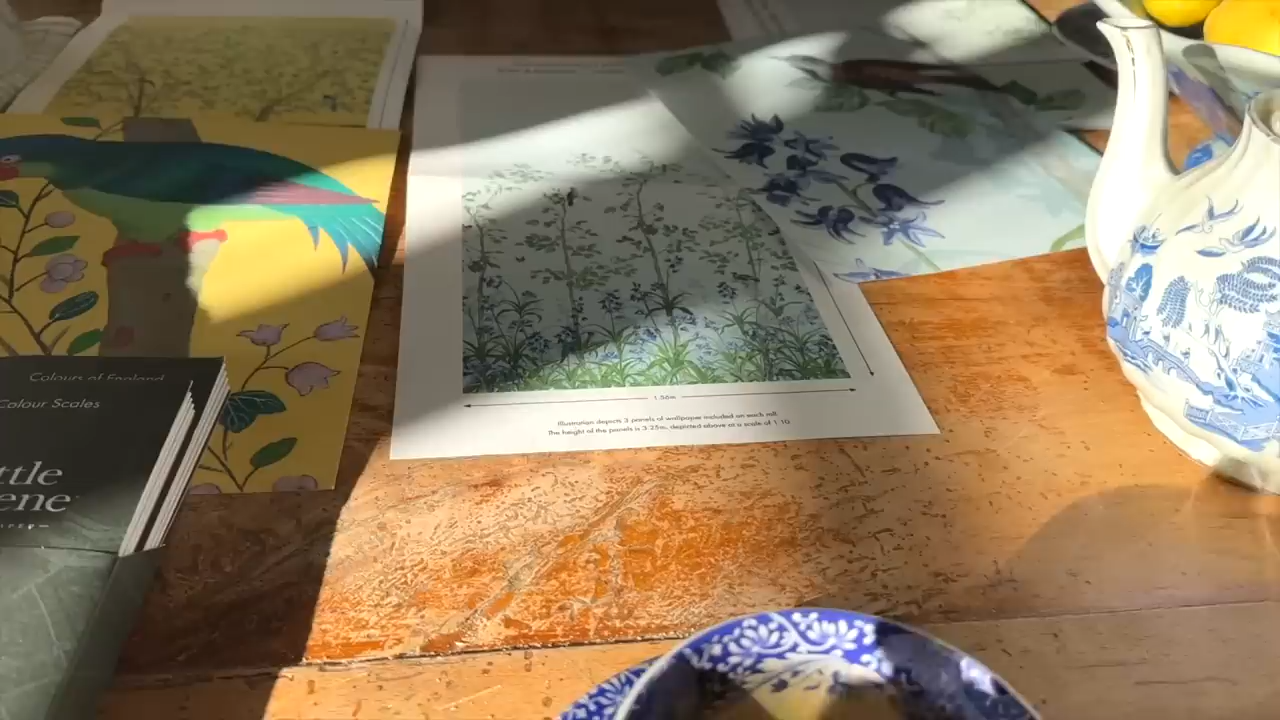 Colours of England
Colour Scales
ttle
ene
1.56m
Illustration depicts 3 panels of wallpaper included on each roll.
The height of the panels is 3.25m, depicted above at a scale of 1:10